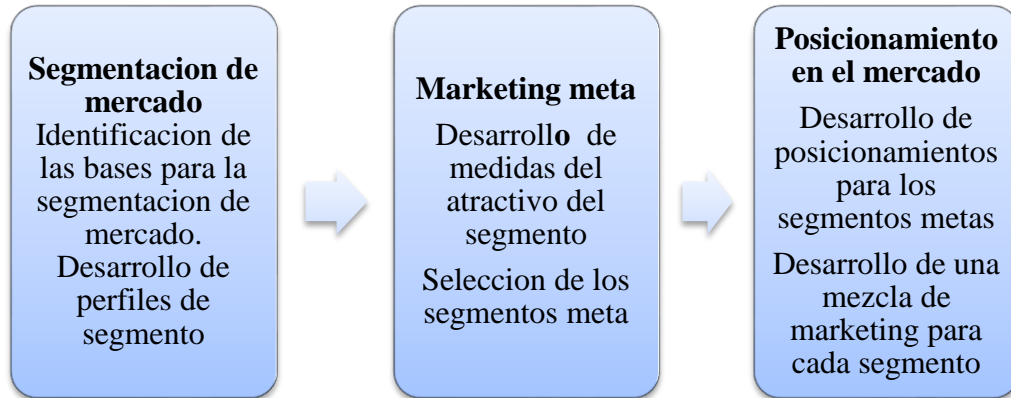 Segmentacion de
mercado
Identificacion de
las bases para la
segmentacion de
mercado.
Desarrollo de
perfiles de
segmento
Marketing meta
Desarrollo de
medidas del
atractivo del
segmento
Seleccion de los
segmentos meta
Posicionamiento
en el mercado
Desarrollo de
posicionamientos
para los
segmentos metas
Desarrollo de una
mezcla de
marketing para
cada segmento